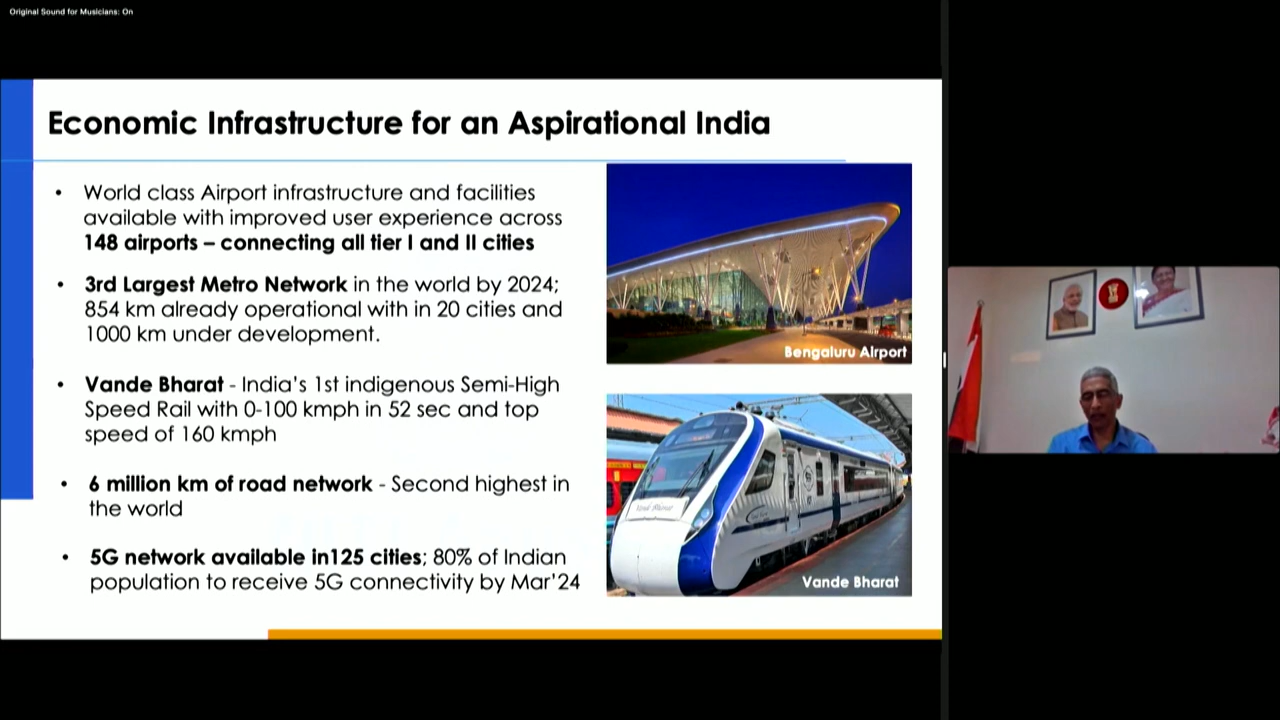 Original Sound for Musicians: On
Economic Infrastructure for an Aspirational India
• World class Airport infrastructure and facilities
available with improved user experience across
148 airports – connecting all tier I and II cities
• 3rd Largest Metro Network in the world by 2024;
854 km already operational with in 20 cities and
1000 km under development.
• Vande Bharat - India's 1st indigenous Semi-High
Speed Rail with 0-100 kmph in 52 sec and top
speed of 160 kmph
• 6 million km of road network - Second highest in
the world
• 5G network available in125 cities; 80% of Indian
population to receive 5G connectivity by Mar'24
Bengaluru Airport
Vande Bharat
Vande Bharat